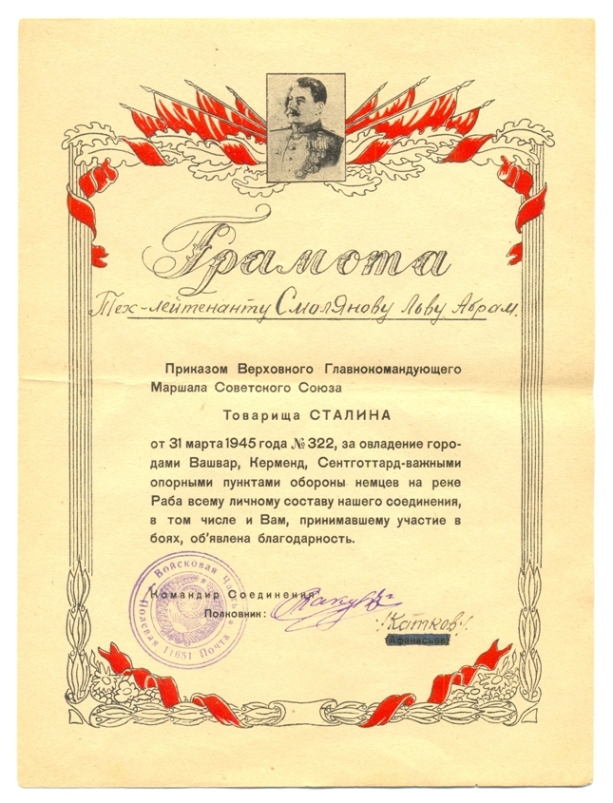 Грамота
Тех-лейтенанту Смолянову Льву Абрам.
Приказом Верховного Главнокомандующего
Маршала Советского Союза
Товарища СТАЛИНА
от 31 марта 1945 года № 322, за овладение горо-
дами Вашвар, Керменд, Сентготтард-важными
опорными пунктами обороны немцев на реке
Раба всему личному составу нашего соединения,
в том числе и Вам, принимавшему участие в
боях, об'явлена благодарность.
Войсковая Часть
Полевая Почта
11651
Командир Соединения
Полковник:
/Катков/
Афанасьев